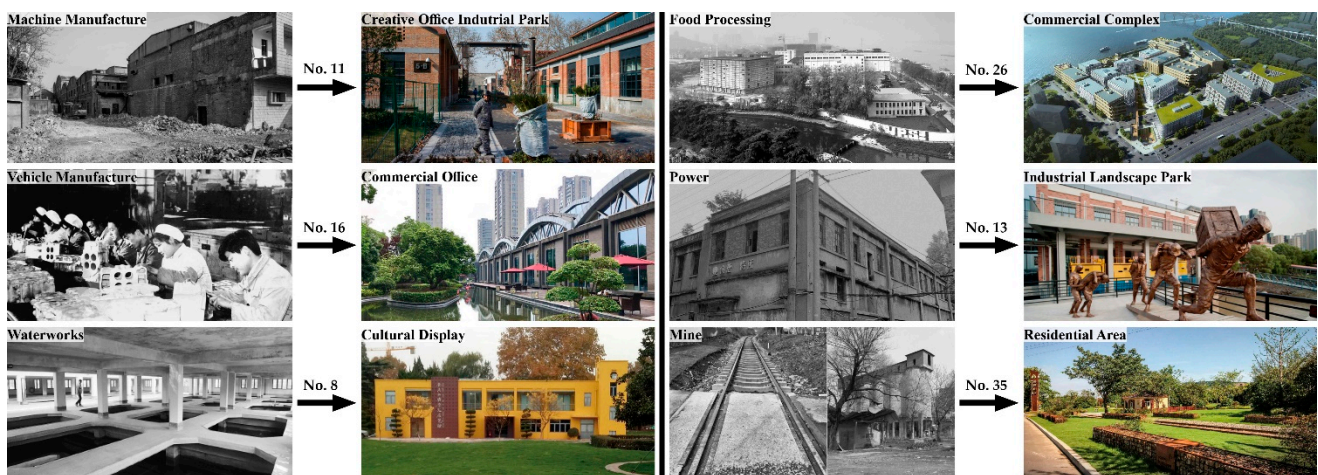 Machine Manufacture
No. 11
Creative Office Indutrial Park
Food Processing
No. 26
Commercial Complex
Vehicle Manufacture
No. 16
Commercial Office
Power
No. 13
Industrial Landscape Park
Waterworks
No. 8
Cultural Display
Mine
No. 35
Residential Area